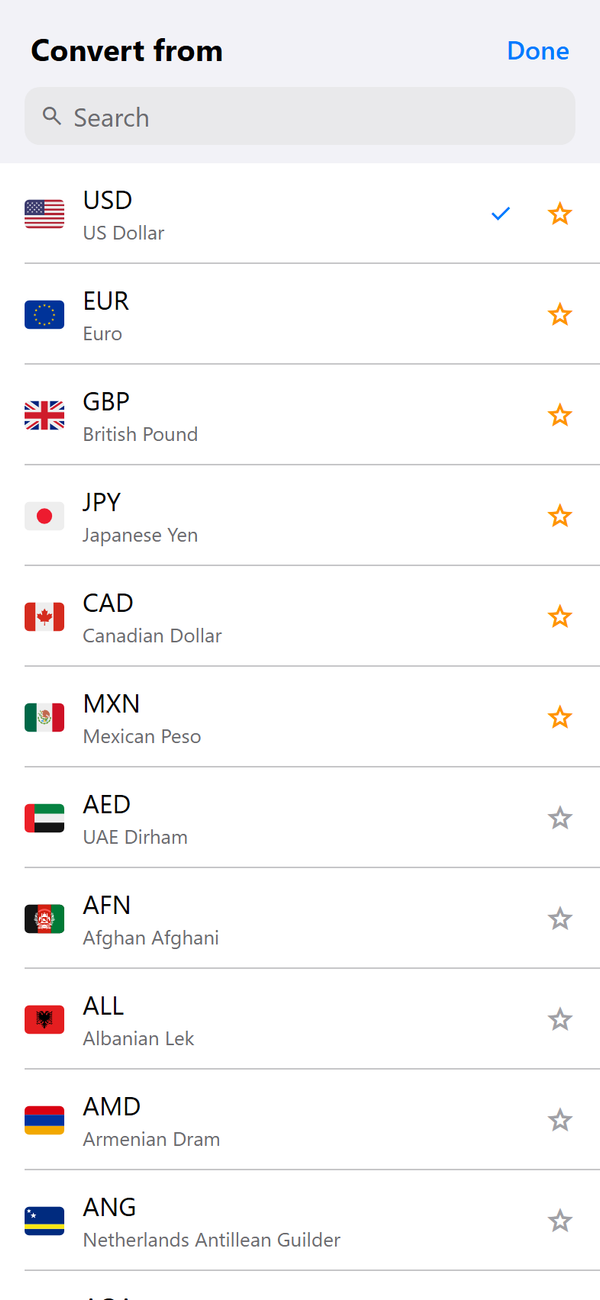 Convert from
Done
Search
USD
US Dollar
EUR
Euro
GBP
British Pound
JPY
Japanese Yen
CAD
Canadian Dollar
MXN
Mexican Peso
AED
UAE Dirham
AFN
Afghan Afghani
ALL
Albanian Lek
AMD
Armenian Dram
ANG
Netherlands Antillean Guilder